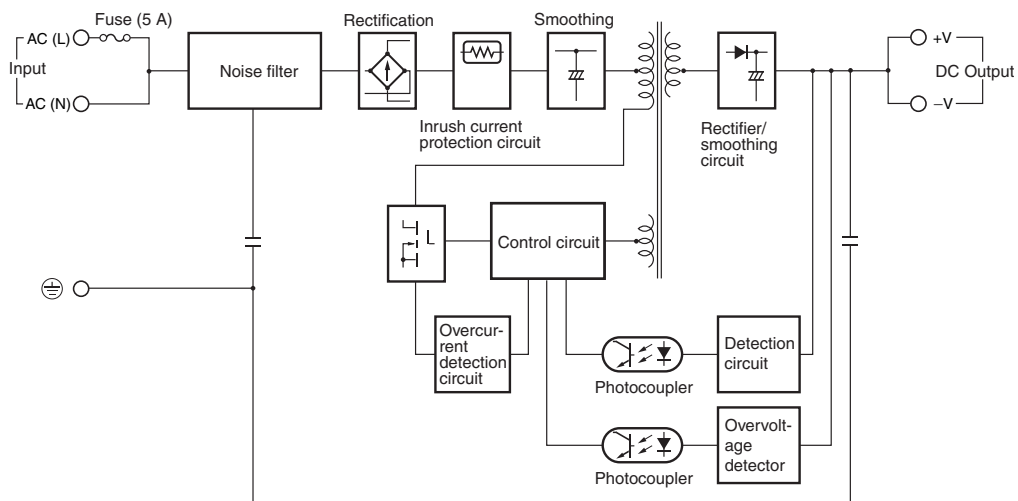 Fuse (5 A)
Rectification
Smoothing
AC (L)
Input
AC (N)
Noise filter
+V
DC Output
–V
Inrush current
protection circuit
Rectifier/
smoothing
circuit
Control circuit
Overcur-
rent
detection
circuit
Photocoupler
Detection
circuit
Photocoupler
Overvolt-
age
detector